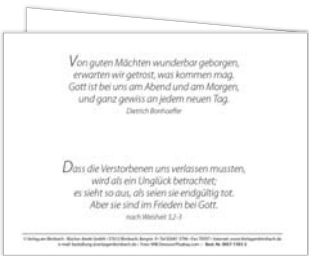 Von guten Mächten wunderbar geborgen,
erwarten wir getrost, was kommen mag.
Gott ist bei uns am Abend und am Morgen,
und ganz gewiss an jedem neuen Tag.
Dietrich Bonhoeffer
Dass die Verstorbenen uns verlassen mussten,
wird als ein Unglück betrachtet;
es sieht so aus, als seien sie endgültig tot.
Aber sie sind im Frieden bei Gott.
nach Weisheit 3,2-3